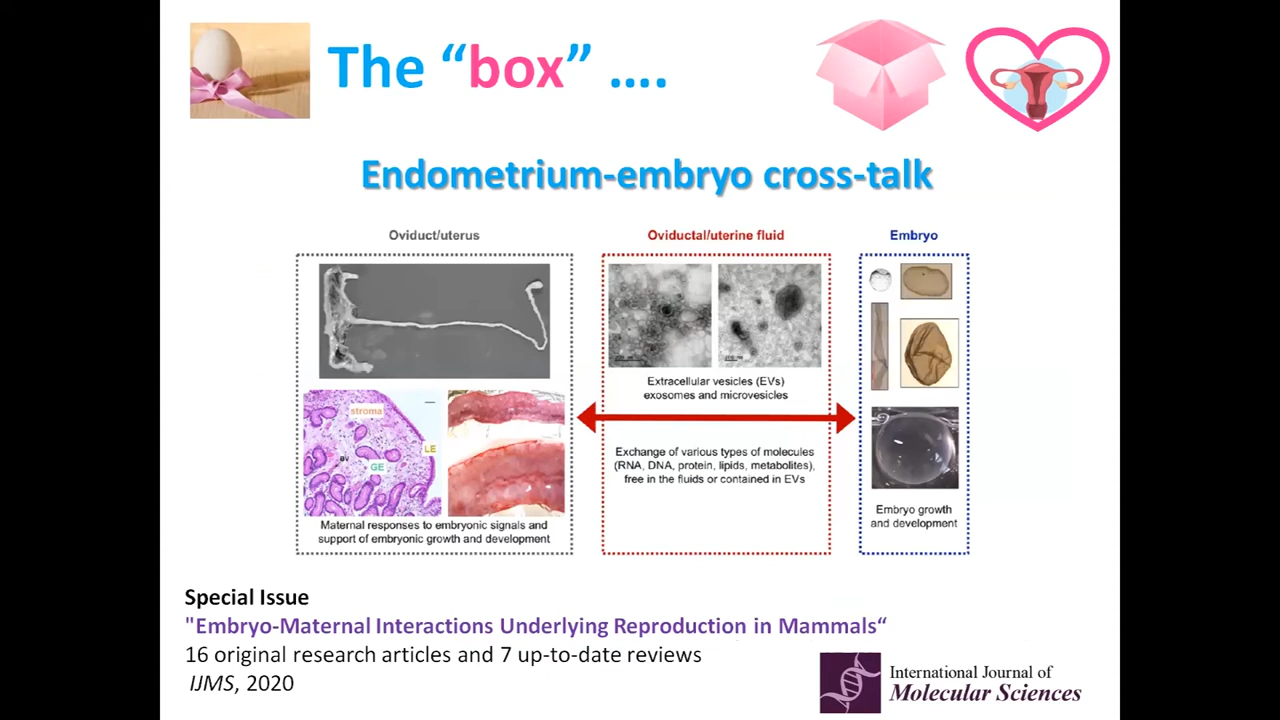 The “box” ....
Endometrium-embryo cross-talk
Oviduct/uterus
stroma
LE
BV
GE
Maternal responses to embryonic signals and
support of embryonic growth and development
Oviductal/uterine fluid
Extracellular vesicles (EVs)
exosomes and microvesicles
Exchange of various types of molecules
(RNA, DNA, protein, lipids, metabolites),
free in the fluids or contained in EVs
Embryo
Embryo growth
and development
Special Issue
"Embryo-Maternal Interactions Underlying Reproduction in Mammals“
16 original research articles and 7 up-to-date reviews
IJMS, 2020
International Journal of
Molecular Sciences